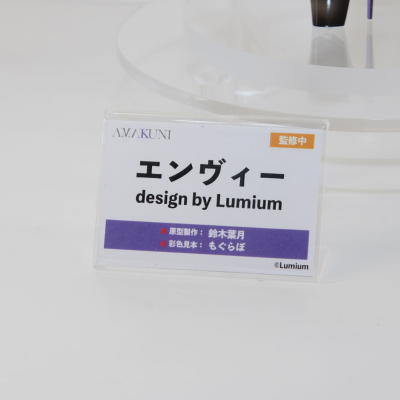 AMAKUNI
監修中
エンヴィー
design by Lumium
原型製作： 鈴木葉月
彩色見本： もぐらぼ
©Lumium